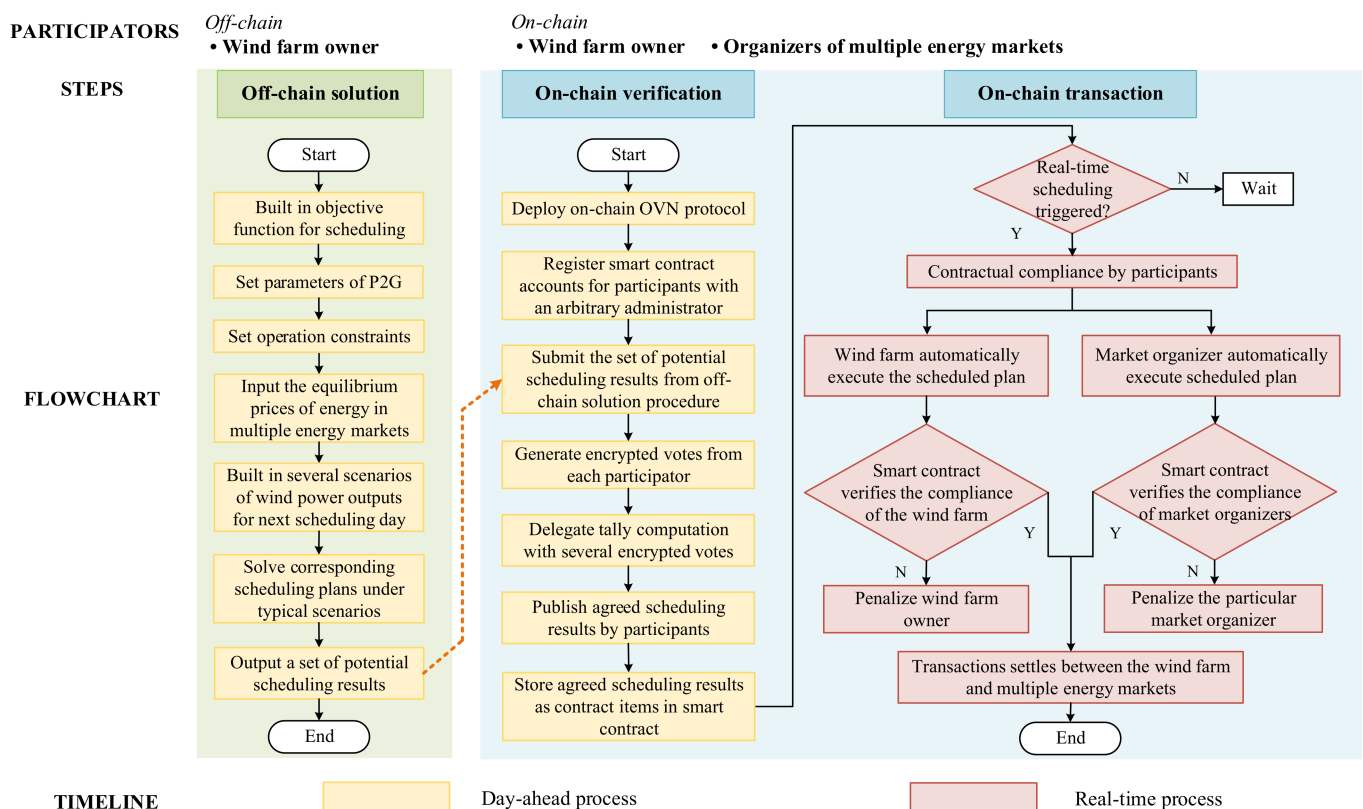 PARTICIPATORS
Off-chain
• Wind farm owner
On-chain
• Wind farm owner
• Organizers of multiple energy markets
STEPS
Off-chain solution
On-chain verification
On-chain transaction
FLOWCHART
Start
Built in objective
function for scheduling
Set parameters of P2G
Set operation constraints
Input the equilibrium
prices of energy in
multiple energy markets
Built in several scenarios
of wind power outputs
for next scheduling day
Solve corresponding
scheduling plans under
typical scenarios
Output a set of potential
scheduling results
End
Start
Deploy on-chain OVN protocol
Register smart contract
accounts for participants with
an arbitrary administrator
Submit the set of potential
scheduling results from off-
chain solution procedure
Generate encrypted votes from
each participator
Delegate tally computation
with several encrypted votes
Publish agreed scheduling
results by participants
Store agreed scheduling results
as contract items in smart
contract
Real-time
scheduling
triggered?
N
Wait
Y
Contractual compliance by participants
Wind farm automatically
execute the scheduled plan
Market organizer automatically
execute scheduled plan
Smart contract
verifies the compliance
of the wind farm
Smart contract
verifies the compliance
of market organizers
Y
Y
N
N
Penalize wind farm
owner
Penalize the particular
market organizer
Transactions settles between the wind farm
and multiple energy markets
End
TIMELINE
Day-ahead process
Real-time process